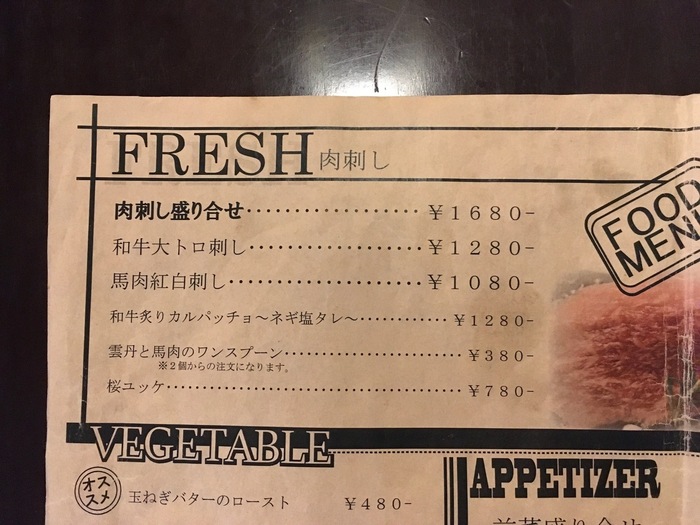 FRESH 肉刺し
肉刺し盛り合せ・・・・・・・・・・・・・・・・・・￥1680-
和牛大トロ刺し・・・・・・・・・・・・・・・・・・￥1280-
馬肉紅白刺し・・・・・・・・・・・・・・・・・・・￥1080-
和牛炙りカルパッチョ～ネギ塩タレ～・・・・・・・・・・・・￥1280-
雲丹と馬肉のワンスプーン・・・・・・・・・・・・・・・・・・・・￥380-
※２個からの注文になります。
桜ユッケ・・・・・・・・・・・・・・・・・・・・・・・・・・・・・・・・￥780-
FOOD
MEN
VEGETABLE
オススメ 玉ねぎバターのロースト ￥480-
APPETIZER